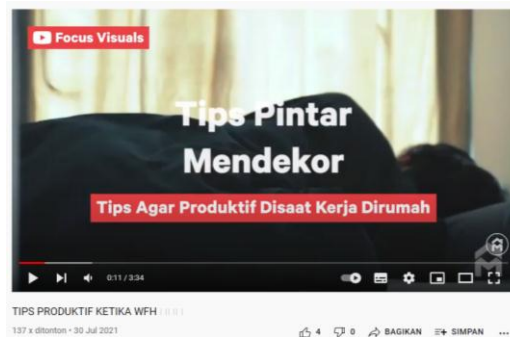 Focus Visuals
Tips Pintar
Mendekor
Tips Agar Produktif Disaat Kerja Dirumah
0:11 / 3:34
TIPS PRODUKTIF KETIKA WFH
137 x ditonton • 30 Jul 2021
4 0 BAGIKAN SIMPAN